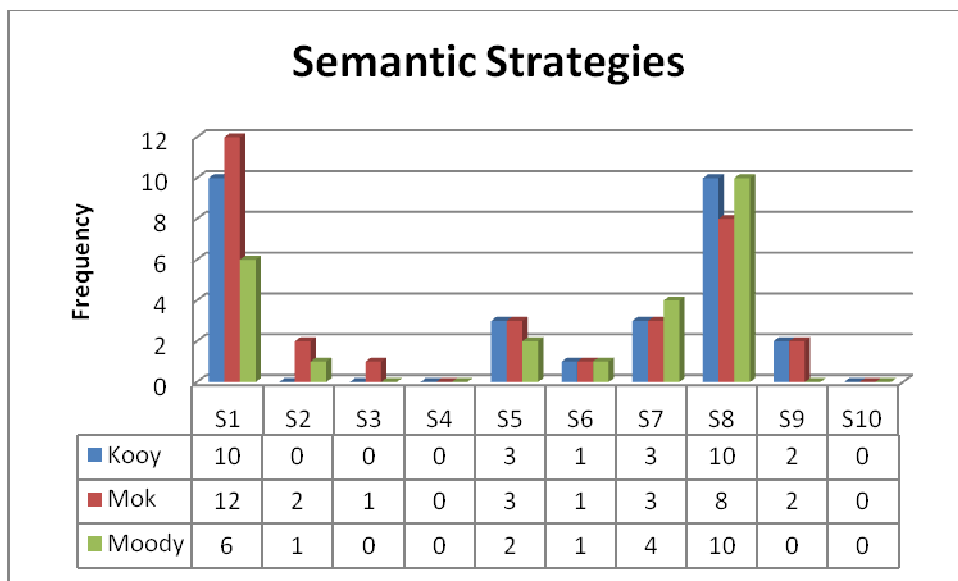 Semantic Strategies
12
10
8
6
4
2
0
Frequency
S1 S2 S3 S4 S5 S6 S7 S8 S9 S10
Kooy 10 0 0 0 3 1 3 10 2 0
Mok 12 2 1 0 3 1 3 8 2 0
Moody 6 1 0 0 2 1 4 10 0 0